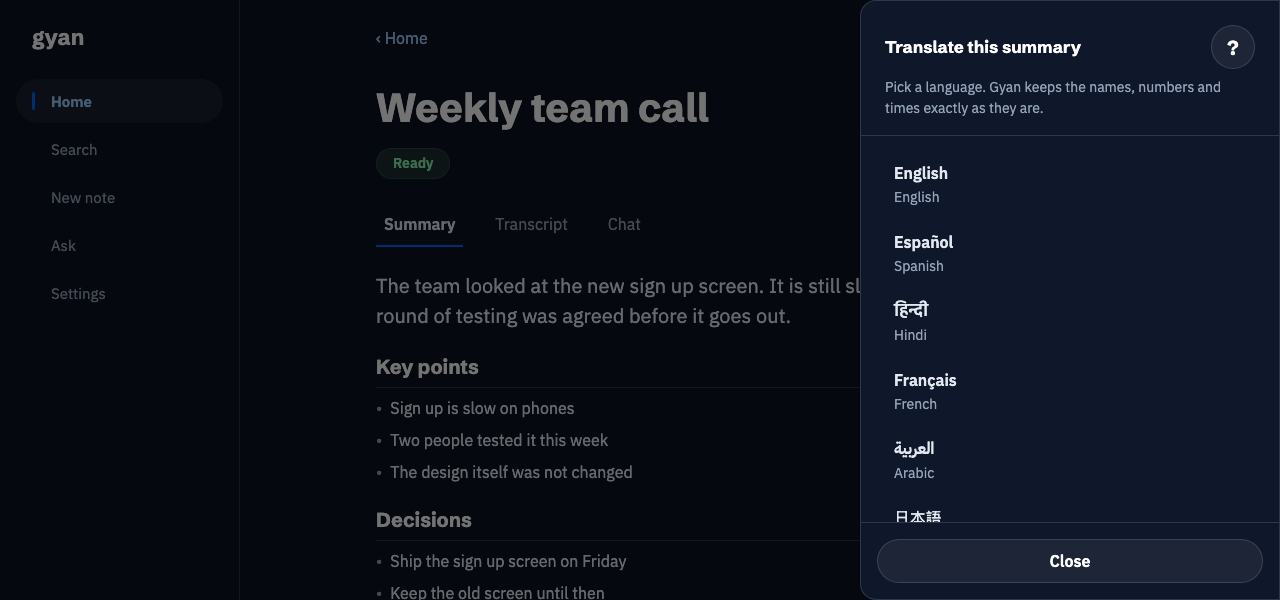 gyan
Home
Search
New note
Ask
Settings
‹ Home
Weekly team call
Ready
Summary
Transcript
Chat
The team looked at the new sign up screen. It is still
round of testing was agreed before it goes out.
Key points
• Sign up is slow on phones
• Two people tested it this week
• The design itself was not changed
Decisions
• Ship the sign up screen on Friday
• Keep the old screen until then
Translate this summary
?
Pick a language. Gyan keeps the names, numbers and
times exactly as they are.
English
English
Español
Spanish
हिन्दी
Hindi
Français
French
العربية
Arabic
日本語
Close